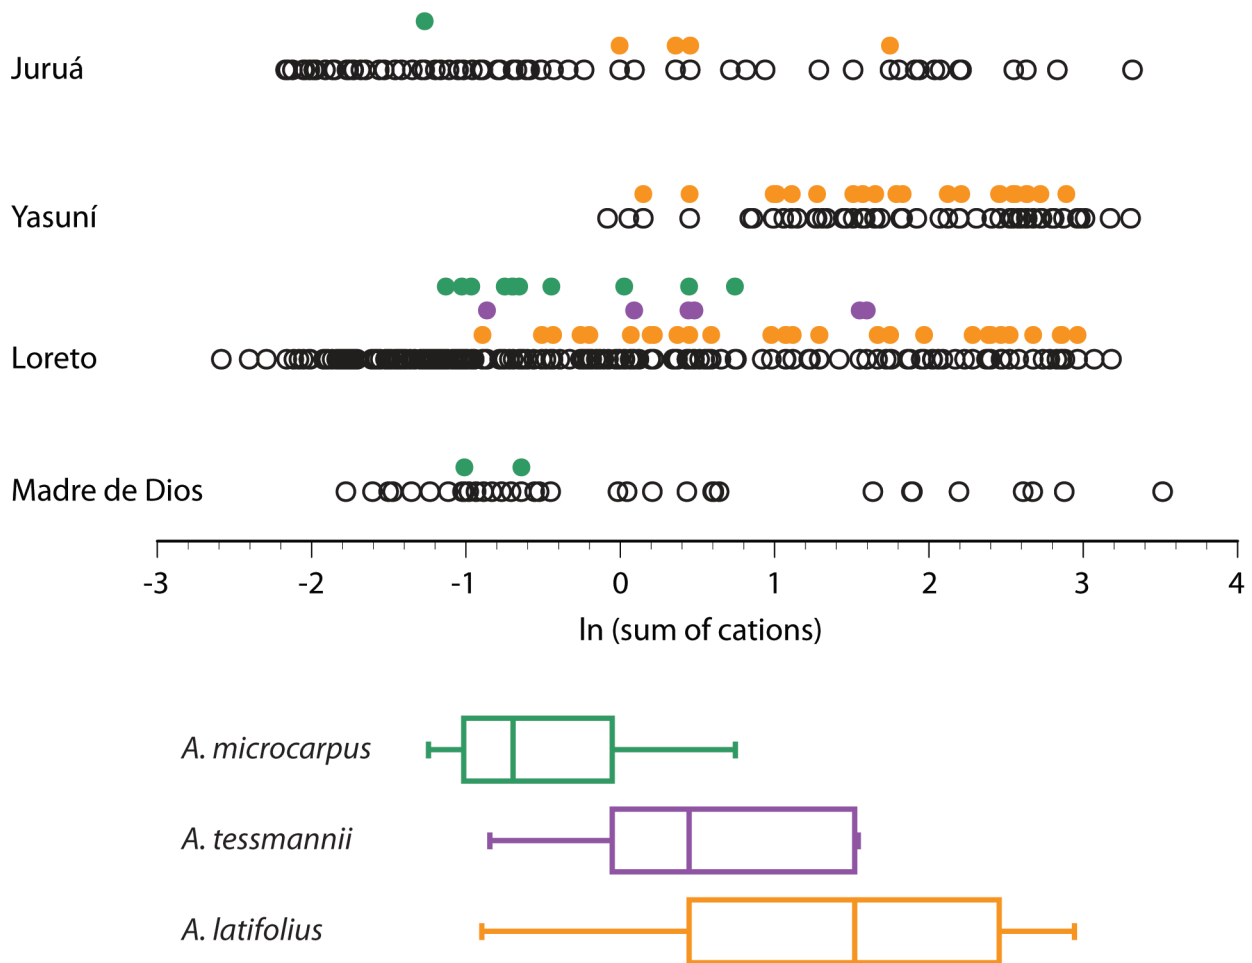 Juruá
Yasuní
Loreto
Madre de Dios
-3 -2 -1 0 1 2 3 4
ln (sum of cations)
A. microcarpus
A. tessmannii
A. latifolius